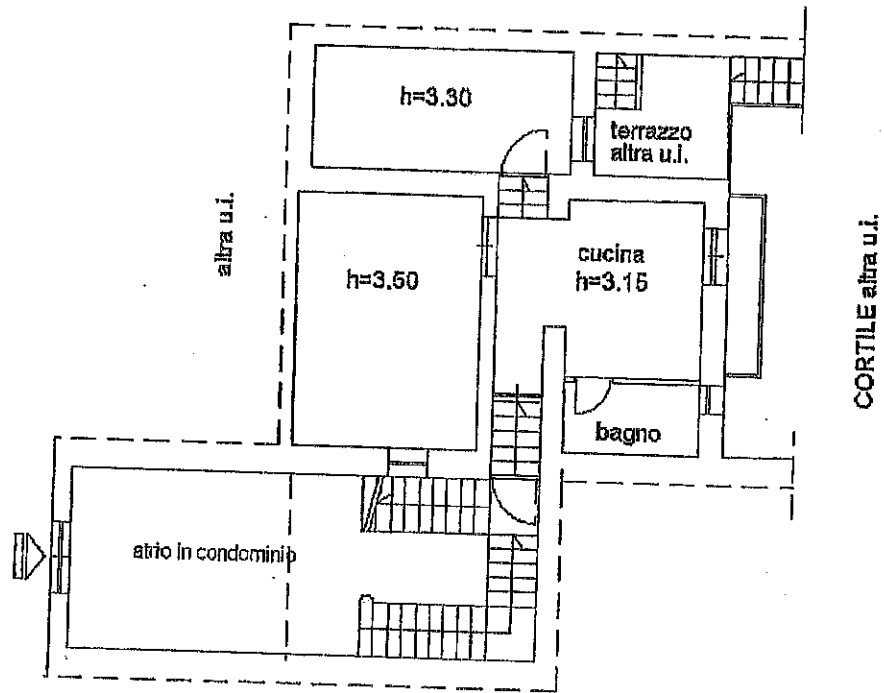 h=3.30
terrazzo
altra u.i.
altra u.i.
h=3.50
cucina
h=3.15
CORTILE altra u.i.
bagno
atrio in condominio